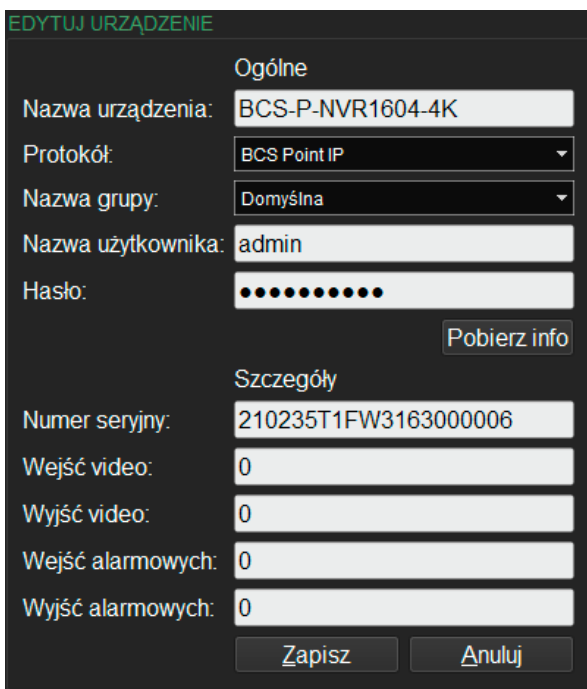 EDYTUJ URZĄDZENIE
Ogólne
Nazwa urządzenia: BCS-P-NVR1604-4K
Protokół: BCS Point IP
Nazwa grupy: Domyślna
Nazwa użytkownika: admin
Hasło: ●●●●●●●●●●
Pobierz info
Szczegóły
Numer seryjny: 210235T1FW3163000006
Wejść video: 0
Wyjść video: 0
Wejść alarmowych: 0
Wyjść alarmowych: 0
Zapisz Anuluj